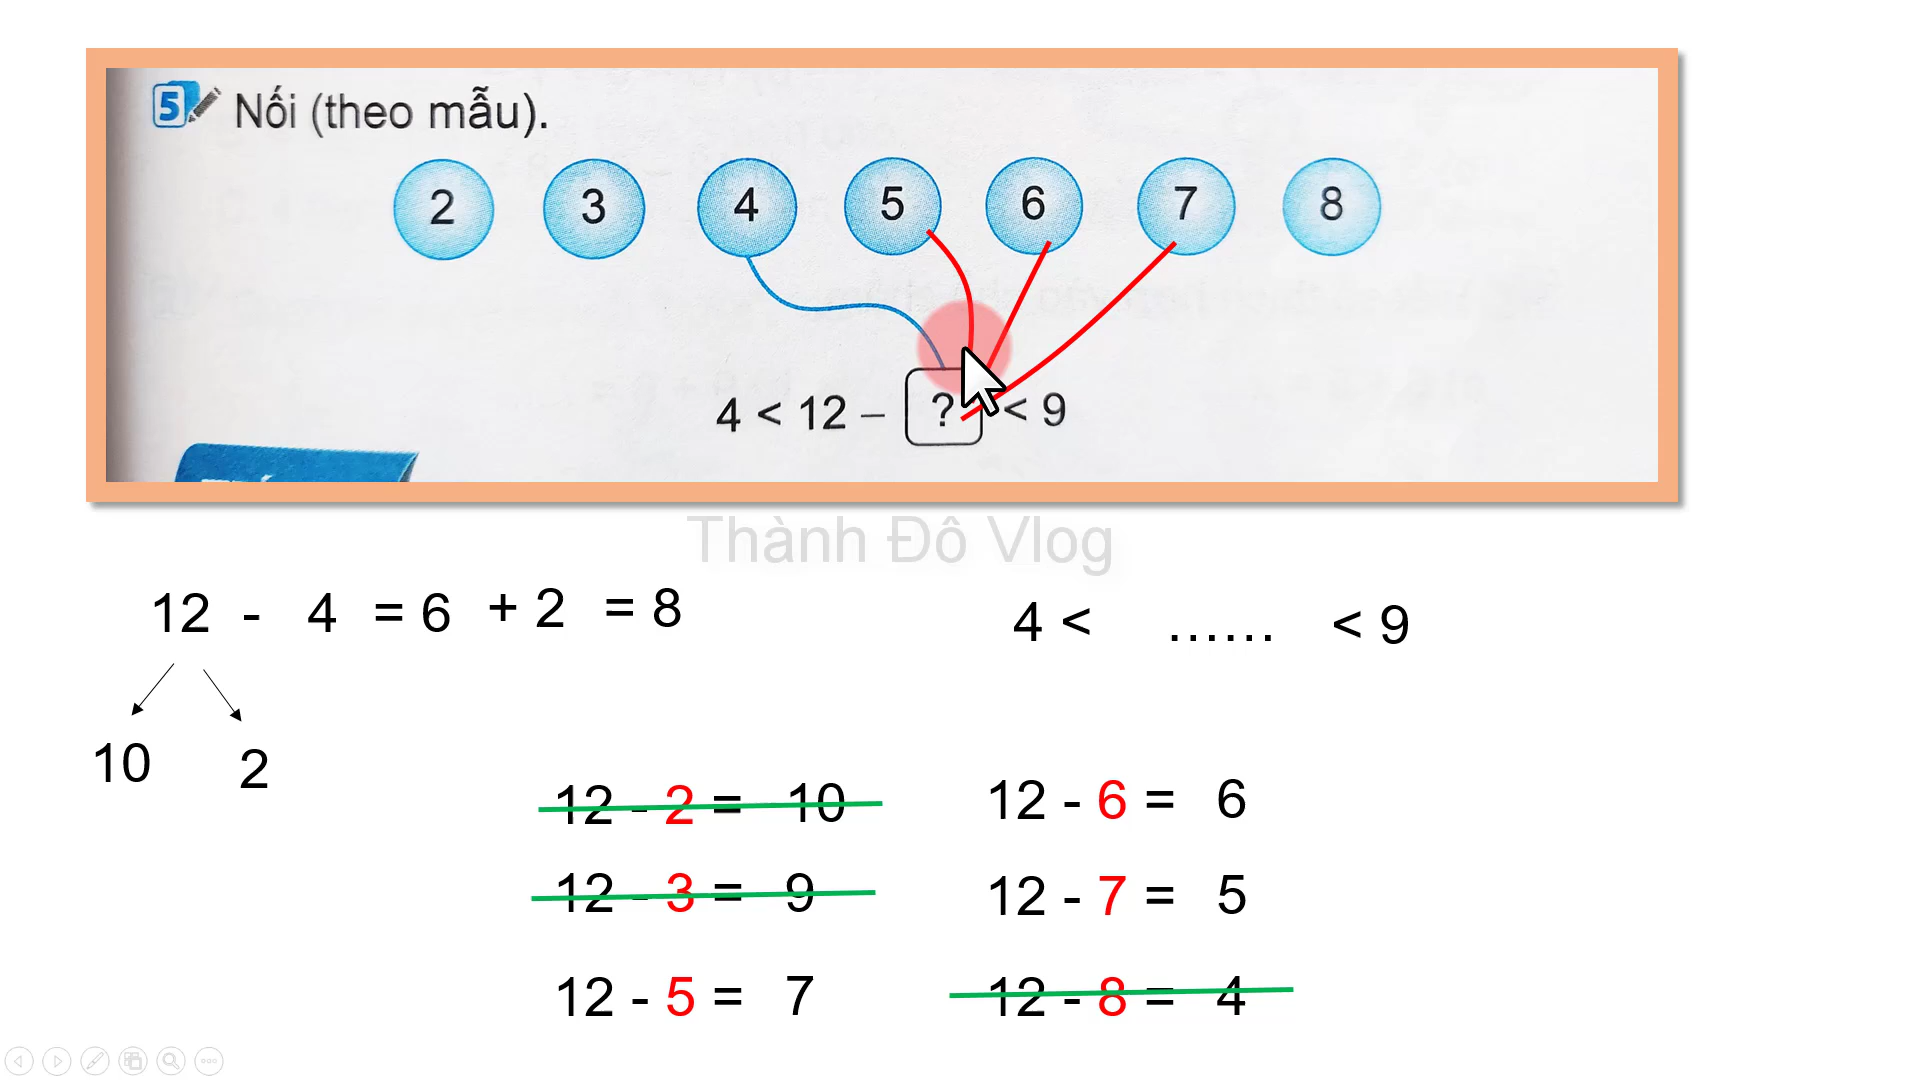 5 Nối (theo mẫu).
2 3 4 5 6 7 8
4 < 12 – ? < 9
Thành Đô Vlog
12 - 4 = 6 + 2 = 8
4 < ...... < 9
10 2
12 - 2 = 10
12 - 6 = 6
12 - 3 = 9
12 - 7 = 5
12 - 5 = 7
12 - 8 = 4